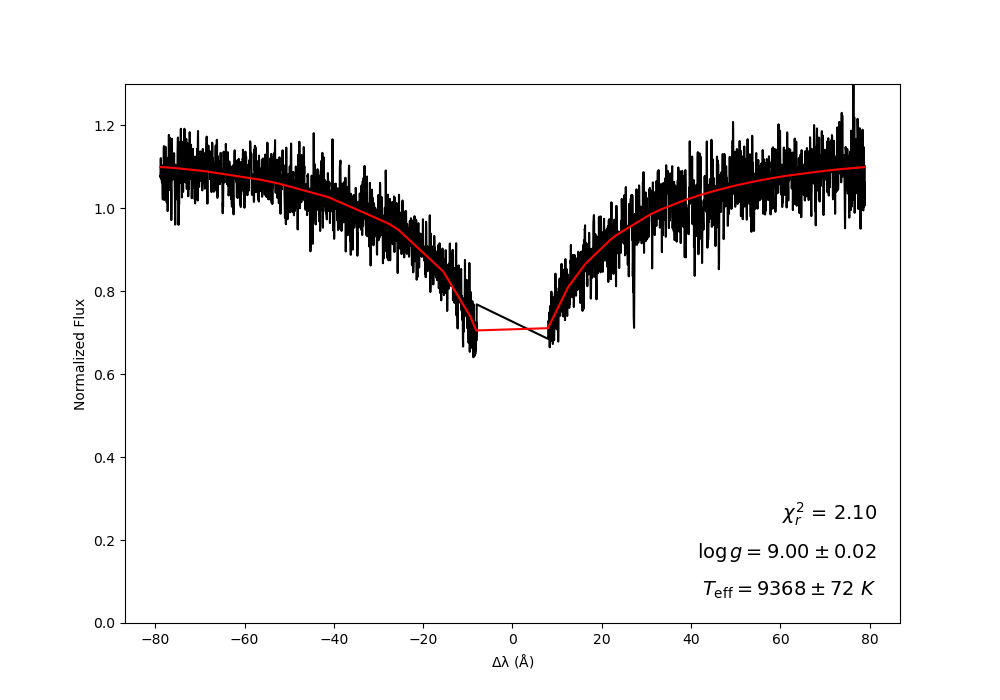 1.2
1.0
0.8
0.6
0.4
0.2
0.0
Normalized Flux
χ²ᵣ = 2.10
log g = 9.00 ± 0.02
T_eff = 9368 ± 72 K
−80 −60 −40 −20 0 20 40 60 80
Δλ (Å)